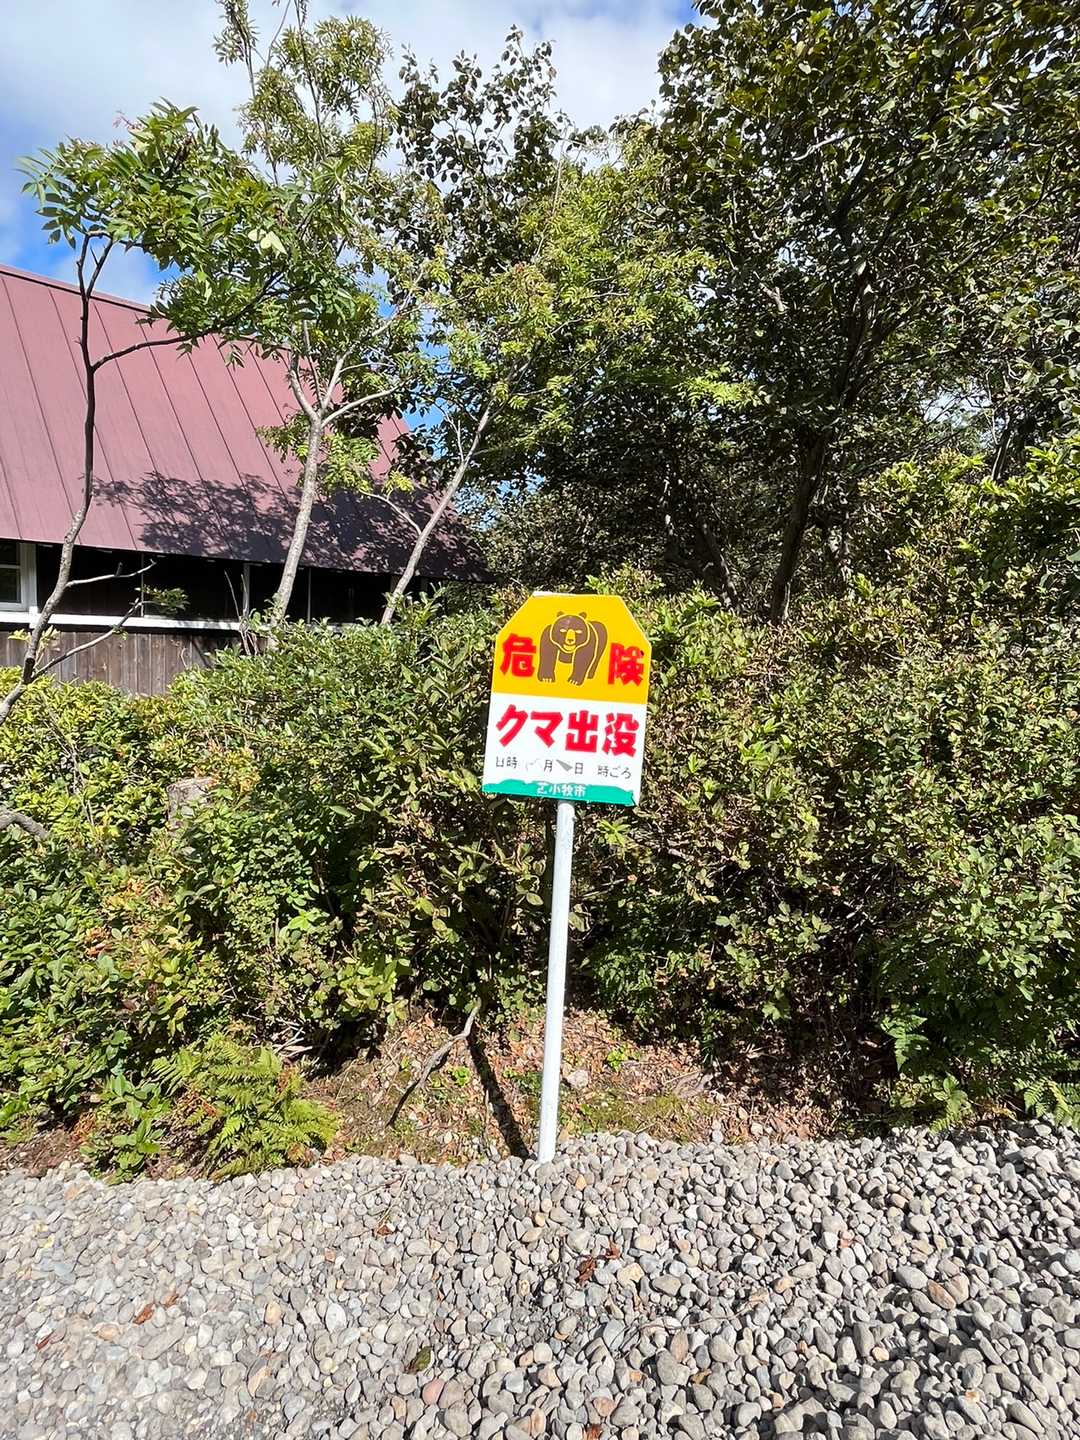 危険
クマ出没
日時 月 日 時ごろ
苫小牧市